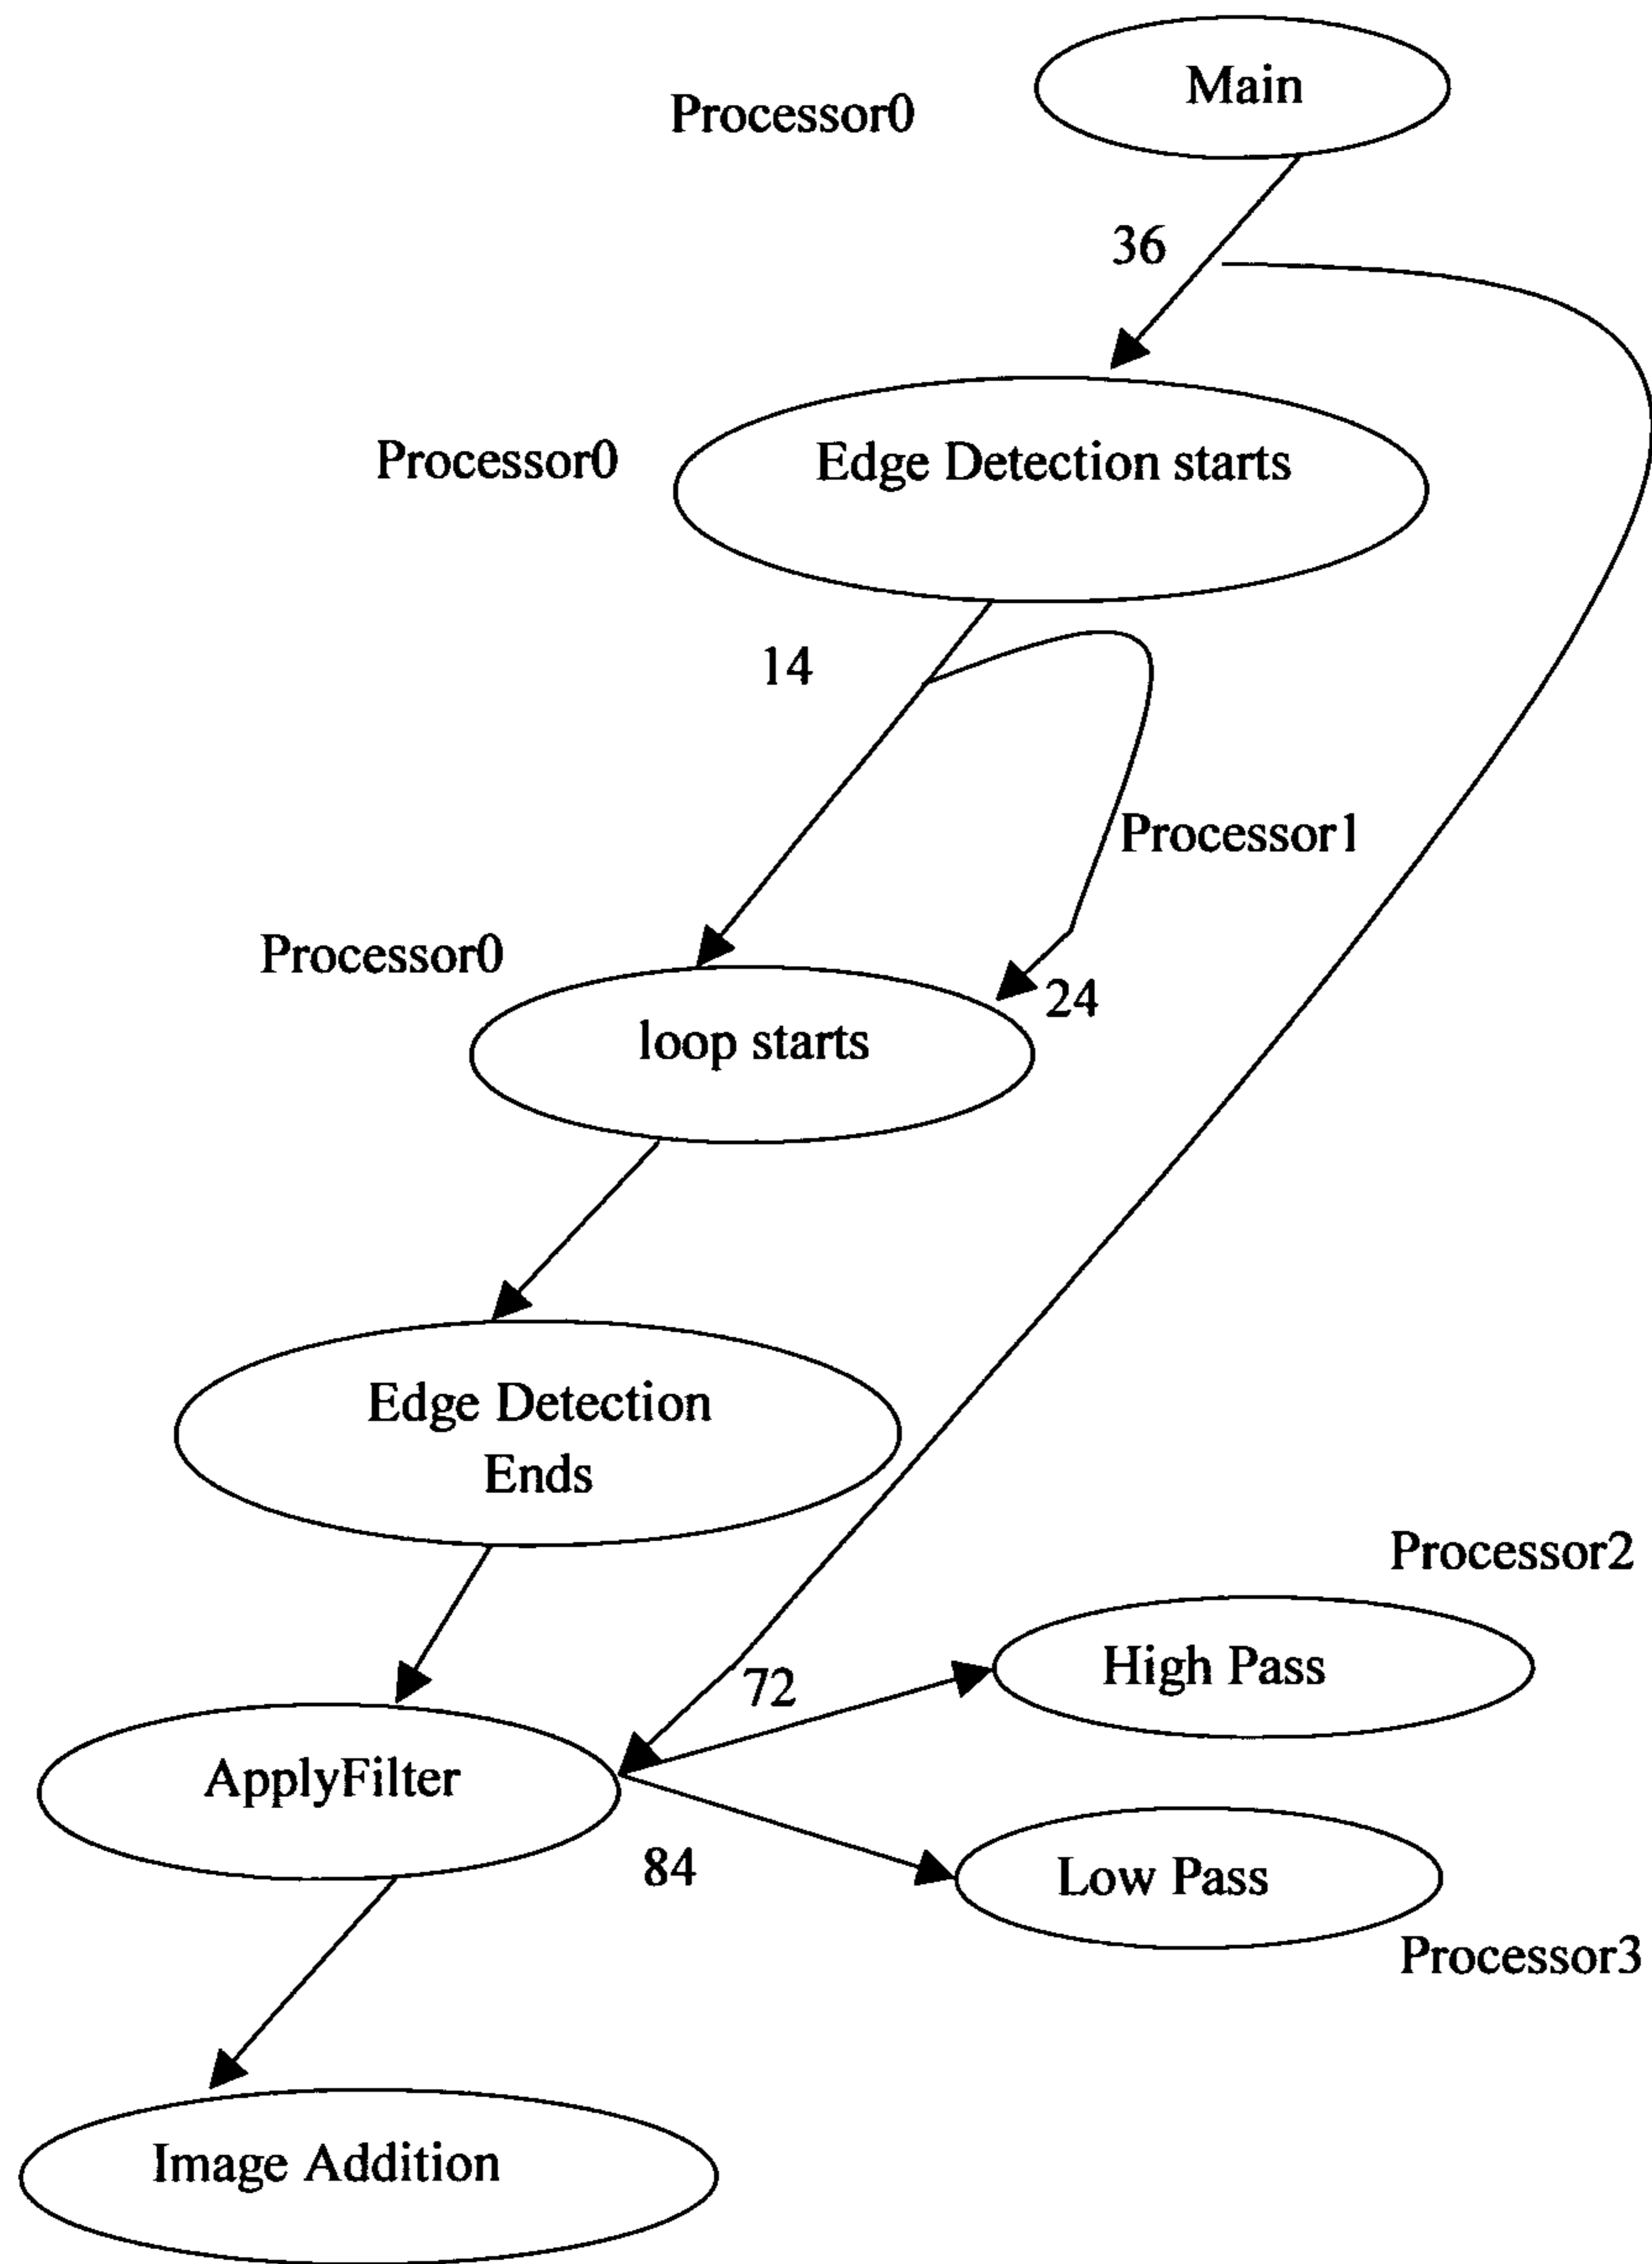 Main
Processor0
36
Processor0
Edge Detection starts
14
Processor1
Processor0
24
loop starts
Edge Detection
Ends
Processor2
High Pass
72
ApplyFilter
84
Low Pass
Processor3
Image Addition